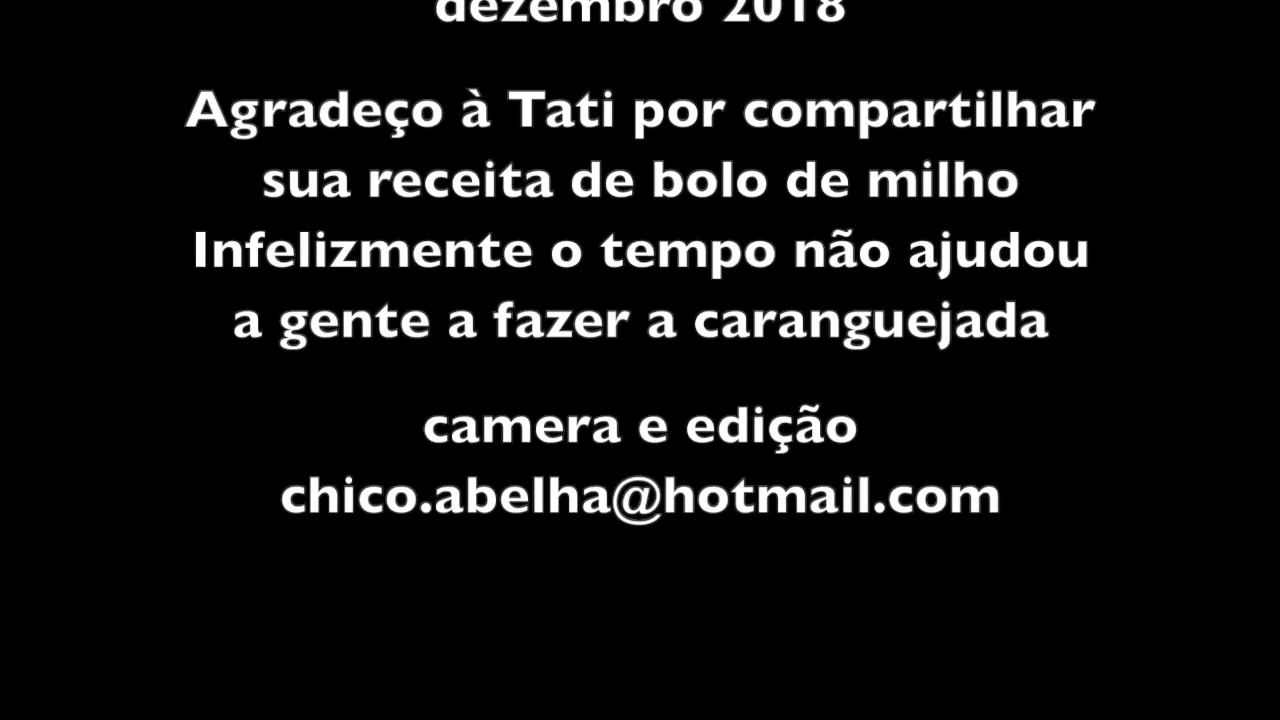 dezembro 2018
Agradeço à Tati por compartilhar
sua receita de bolo de milho
Infelizmente o tempo não ajudou
a gente a fazer a caranguejada
camera e edição
chico.abelha@hotmail.com